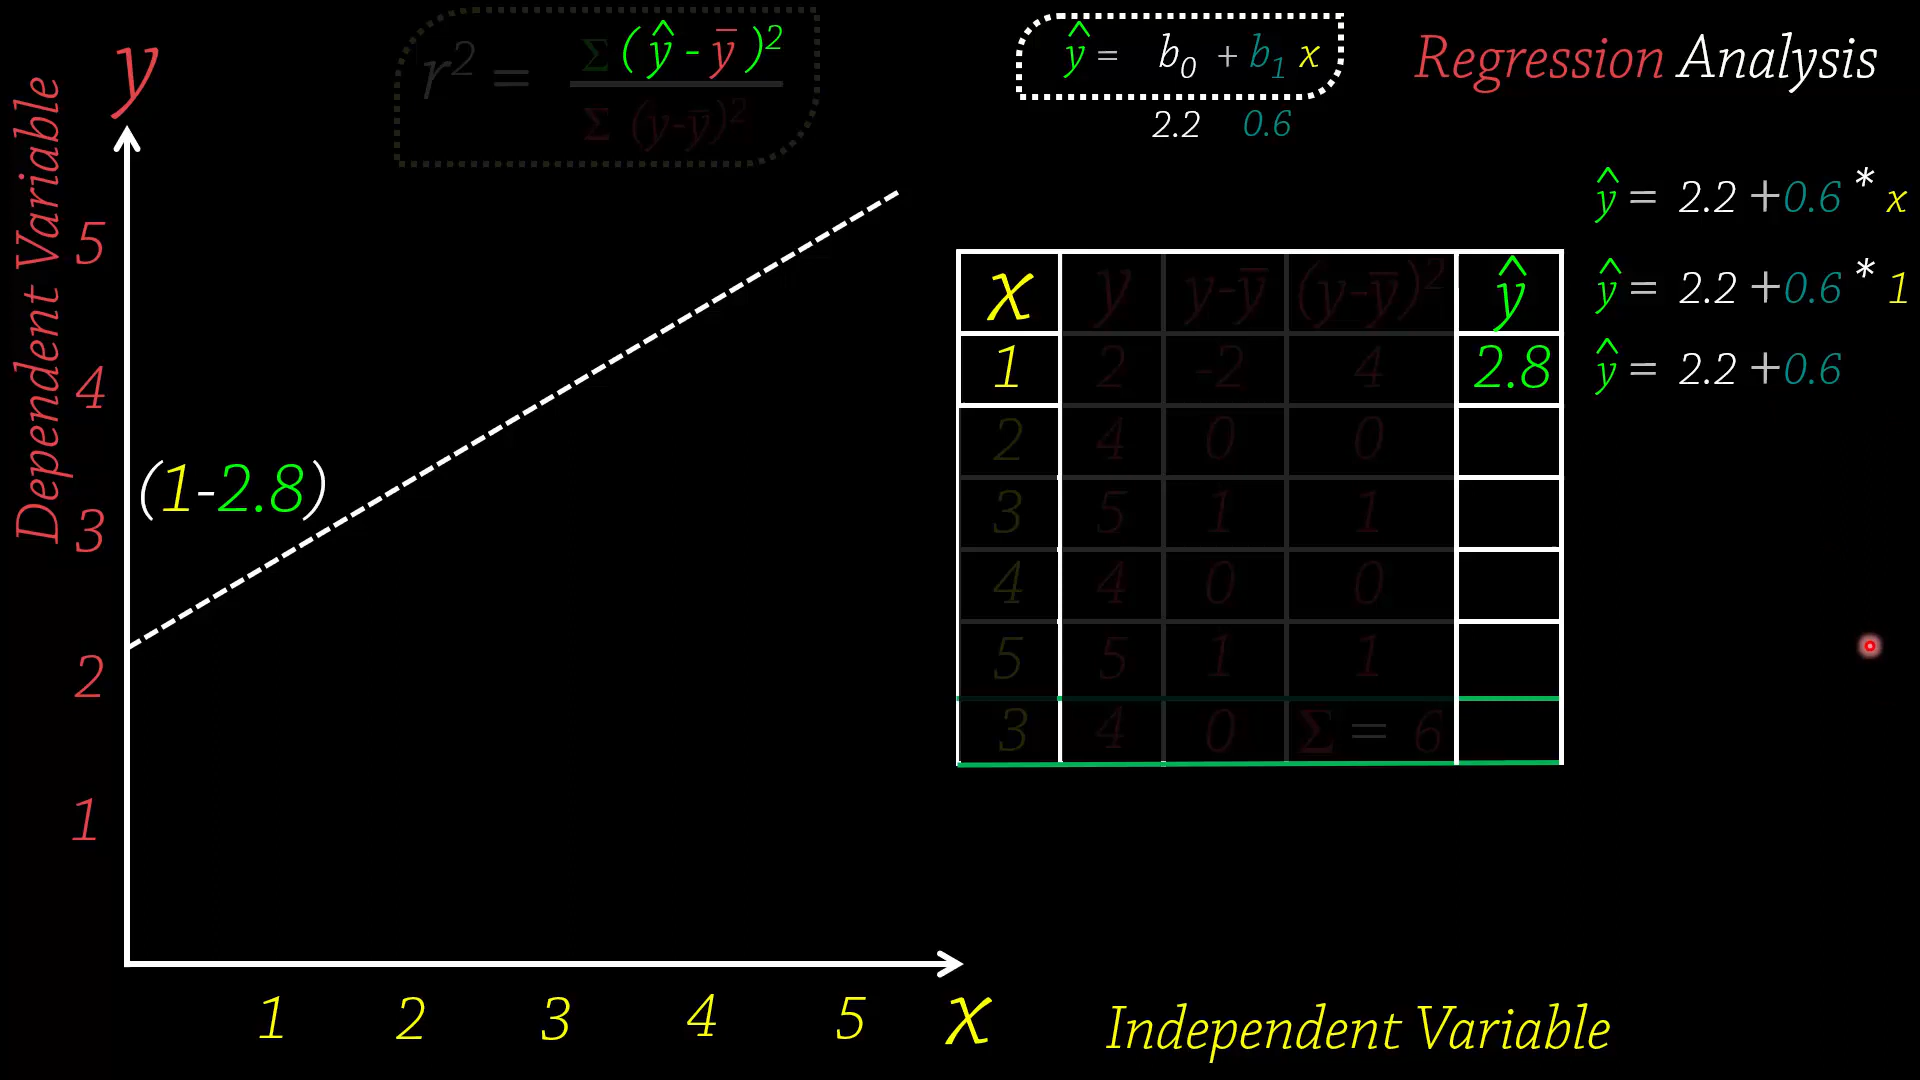 Regression Analysis
r² = Σ (ŷ - ȳ)² / Σ (y-ȳ)²
ŷ = b₀ + b₁ x
2.2 0.6
ŷ = 2.2 + 0.6 * x
ŷ = 2.2 + 0.6 * 1
ŷ = 2.2 + 0.6
y
Dependent Variable
5
4
3
2
1
(1-2.8)
x y y-ȳ (y-ȳ)² ŷ
1 2 -2 4 2.8
2 4 0 0
3 5 1 1
4 4 0 0
5 5 1 1
3 4 0 Σ = 6
1 2 3 4 5 x
Independent Variable